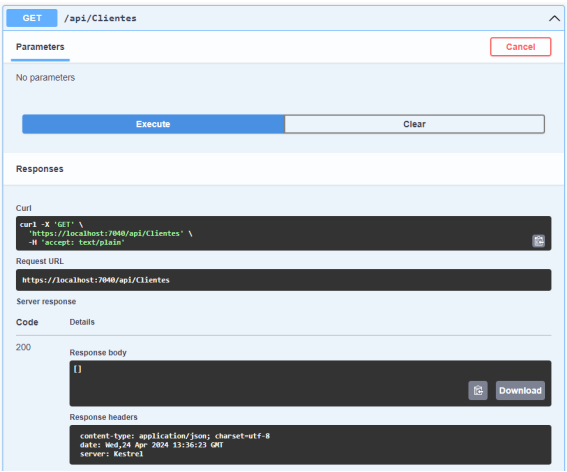 GET /api/Clientes
Parameters Cancel
No parameters
Execute Clear
Responses
Curl
curl -X 'GET' \
'https://localhost:7040/api/Clientes' \
-H 'accept: text/plain'
Request URL
https://localhost:7040/api/Clientes
Server response
Code Details
200
Response body
[]
Download
Response headers
content-type: application/json; charset=utf-8
date: Wed,24 Apr 2024 13:36:23 GMT
server: Kestrel